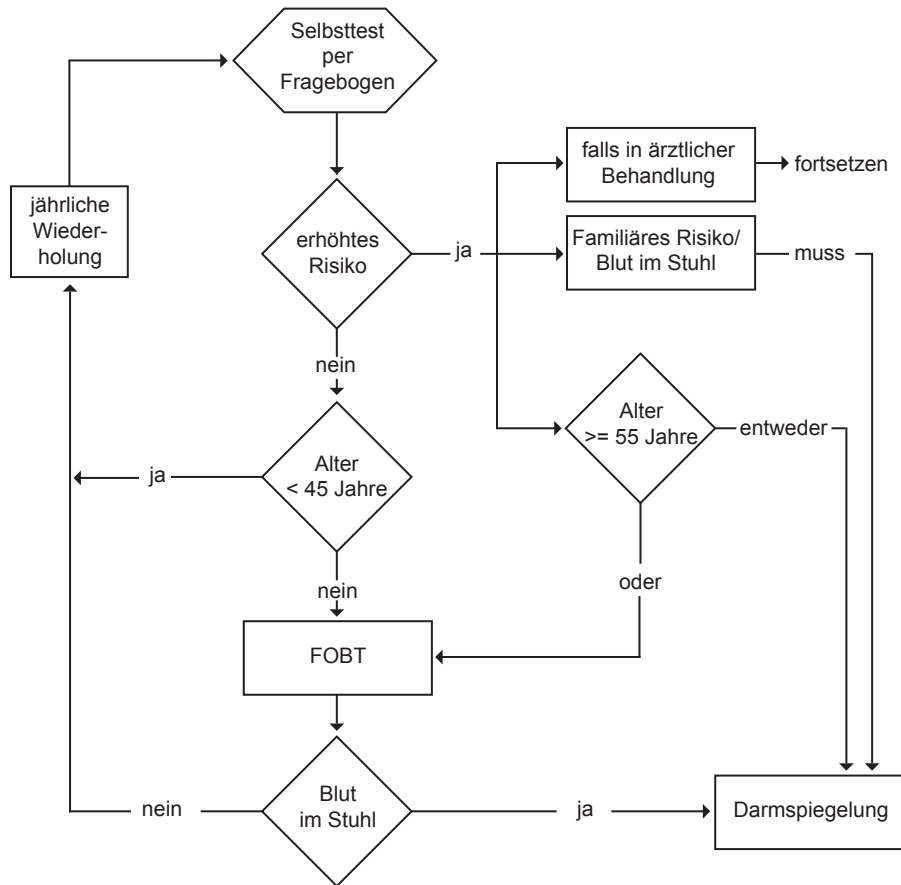 Selbsttest
per
Fragebogen
falls in ärztlicher
Behandlung
fortsetzen
jährliche
Wieder-
holung
erhöhtes
Risiko
ja
Familiäres Risiko/
Blut im Stuhl
muss
nein
Alter
>= 55 Jahre
entweder
ja
Alter
< 45 Jahre
nein
oder
FOBT
nein
Blut
im Stuhl
ja
Darmspiegelung